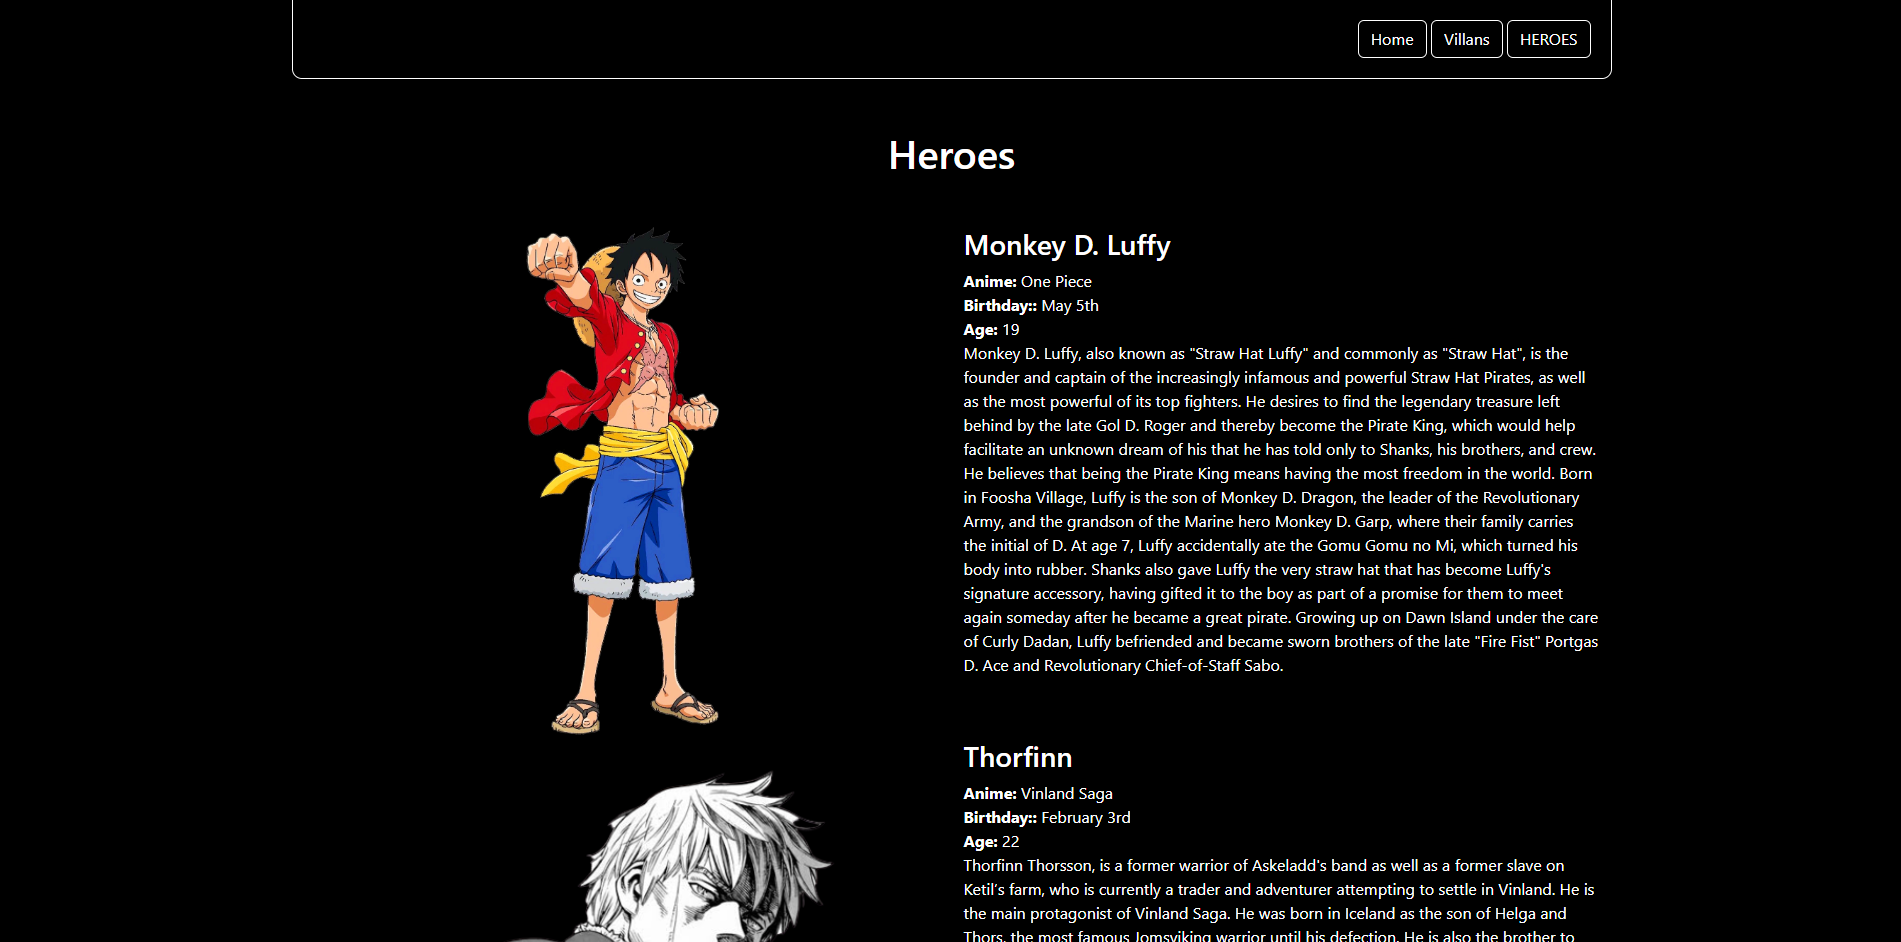 Home Villans HEROES
Heroes
Monkey D. Luffy
Anime: One Piece
Birthday:: May 5th
Age: 19
Monkey D. Luffy, also known as "Straw Hat Luffy" and commonly as "Straw Hat", is the
founder and captain of the increasingly infamous and powerful Straw Hat Pirates, as well
as the most powerful of its top fighters. He desires to find the legendary treasure left
behind by the late Gol D. Roger and thereby become the Pirate King, which would help
facilitate an unknown dream of his that he has told only to Shanks, his brothers, and crew.
He believes that being the Pirate King means having the most freedom in the world. Born
in Foosha Village, Luffy is the son of Monkey D. Dragon, the leader of the Revolutionary
Army, and the grandson of the Marine hero Monkey D. Garp, where their family carries
the initial of D. At age 7, Luffy accidentally ate the Gomu Gomu no Mi, which turned his
body into rubber. Shanks also gave Luffy the very straw hat that has become Luffy's
signature accessory, having gifted it to the boy as part of a promise for them to meet
again someday after he became a great pirate. Growing up on Dawn Island under the care
of Curly Dadan, Luffy befriended and became sworn brothers of the late "Fire Fist" Portgas
D. Ace and Revolutionary Chief-of-Staff Sabo.
Thorfinn
Anime: Vinland Saga
Birthday:: February 3rd
Age: 22
Thorfinn Thorsson, is a former warrior of Askeladd's band as well as a former slave on
Ketil's farm, who is currently a trader and adventurer attempting to settle in Vinland. He is
the main protagonist of Vinland Saga. He was born in Iceland as the son of Helga and
Thors, the most famous Jomsviking warrior until his defection. He is also the brother to